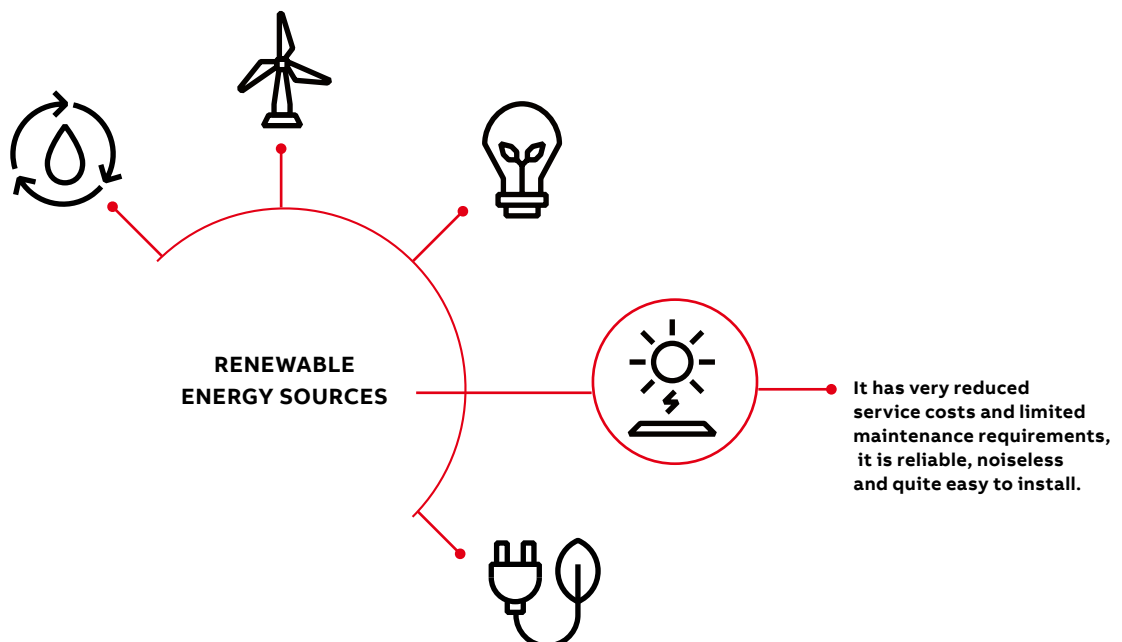 RENEWABLE
ENERGY SOURCES
It has very reduced
service costs and limited
maintenance requirements,
it is reliable, noiseless
and quite easy to install.